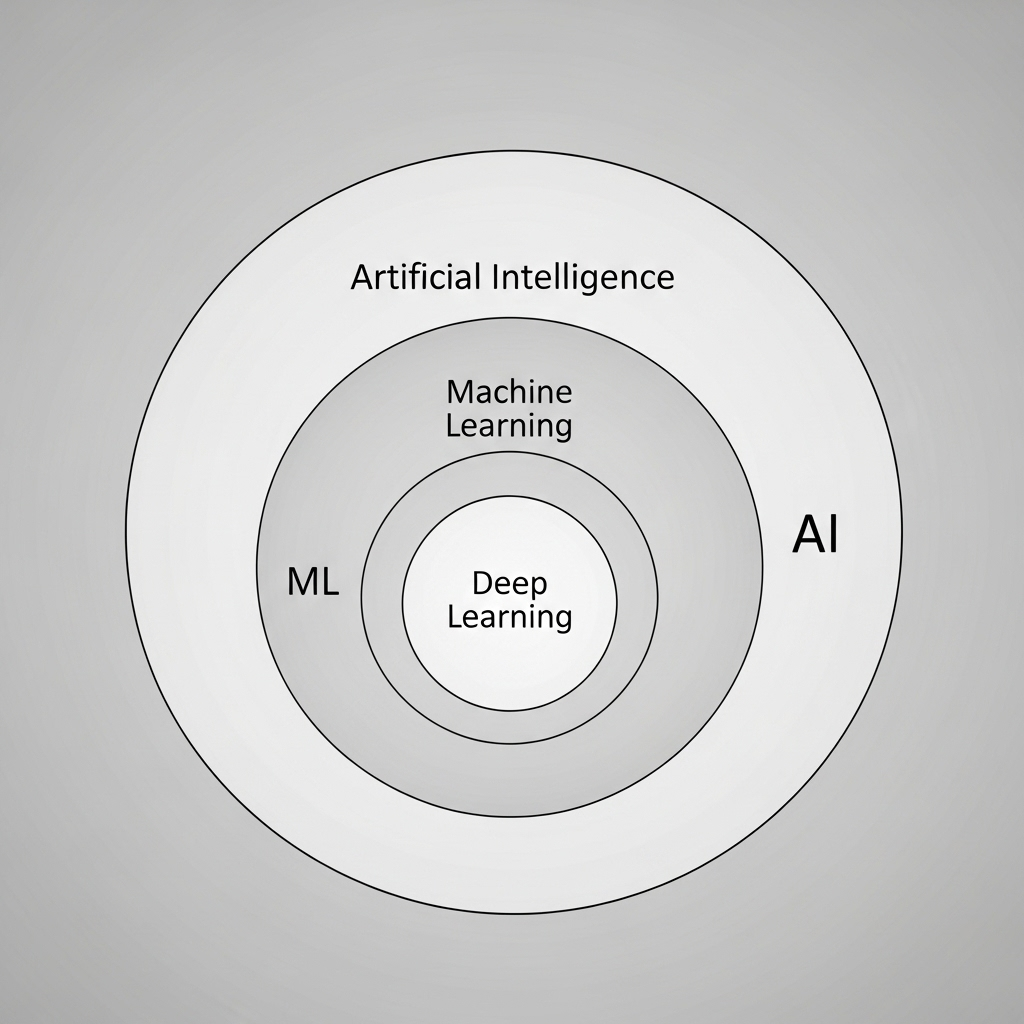 Artificial Intelligence
Machine
Learning
AI
ML
Deep
Learning